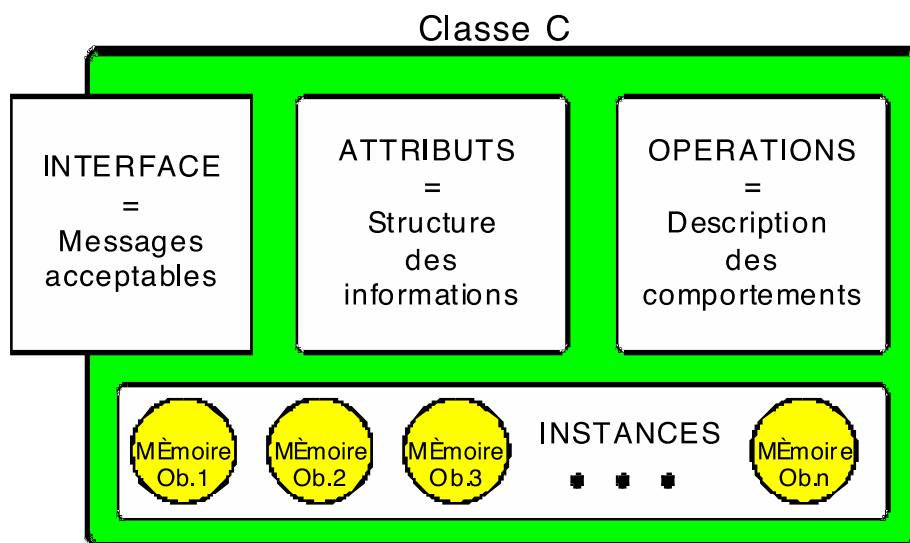 Classe C
INTERFACE
=
Messages
acceptables
ATTRIBUTS
=
Structure
des
informations
OPERATIONS
=
Description
des
comportements
MÈmoire
Ob.1
MÈmoire
Ob.2
MÈmoire
Ob.3
INSTANCES
MÈmoire
Ob.n